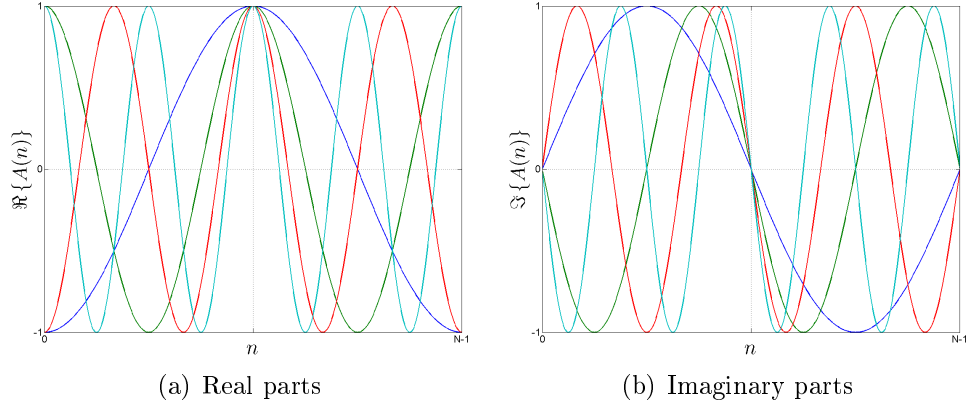 1
0
-1
0
N-1
n
ℜ{A(n)}
(a) Real parts
1
0
-1
0
N-1
n
ℑ{A(n)}
(b) Imaginary parts